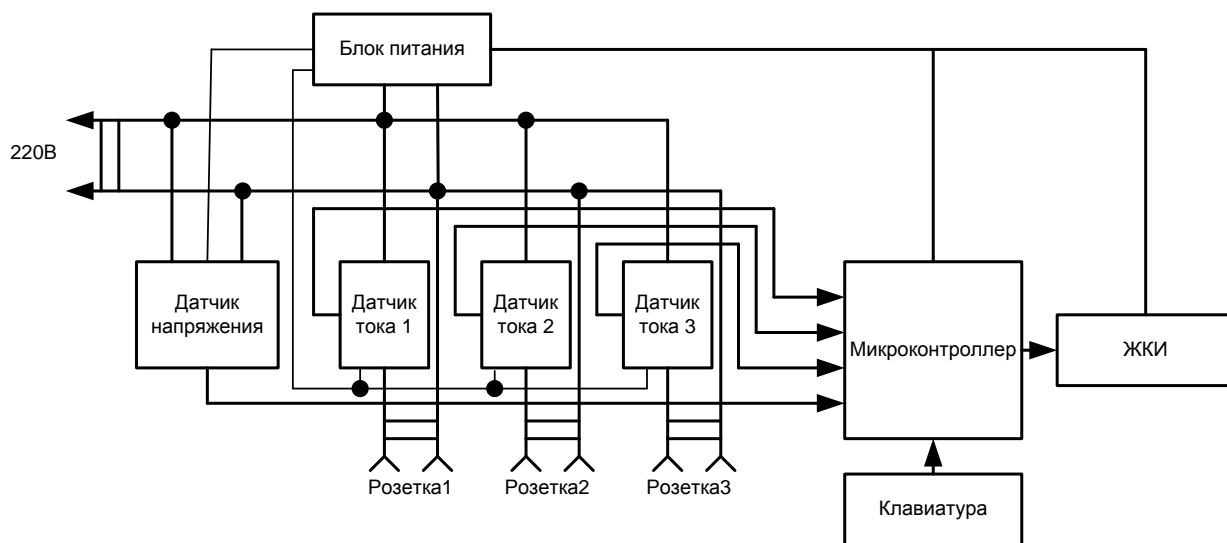 Блок питания
220В
Датчик
напряжения
Датчик
тока 1
Датчик
тока 2
Датчик
тока 3
Микроконтроллер
ЖКИ
Розетка1
Розетка2
Розетка3
Клавиатура